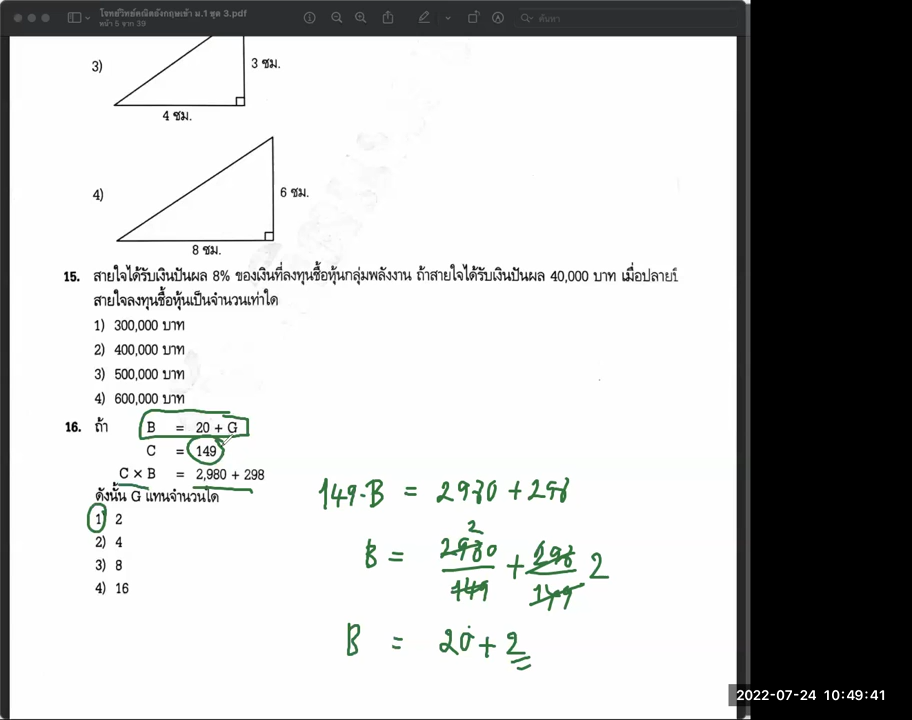 โจทย์วิทย์คณิตอังกฤษเข้า ม.1 ชุด 3.pdf
หน้า 5 จาก 39
ค้นหา
3)
3 ซม.
4 ซม.
4)
6 ซม.
8 ซม.
15. สายใจได้รับเงินปันผล 8% ของเงินที่ลงทุนซื้อหุ้นกลุ่มพลังงาน ถ้าสายใจได้รับเงินปันผล 40,000 บาท เมื่อปลายปี
สายใจลงทุนซื้อหุ้นเป็นจำนวนเท่าใด
1) 300,000 บาท
2) 400,000 บาท
3) 500,000 บาท
4) 600,000 บาท
16. ถ้า B = 20 + G
C = 149
C × B = 2,980 + 298
ดังนั้น G แทนจำนวนใด
1) 2
2) 4
3) 8
4) 16
149·B = 2980 + 298
B = 2980/149 + 298/149
2
2
B = 20 + 2
2022-07-24 10:49:41